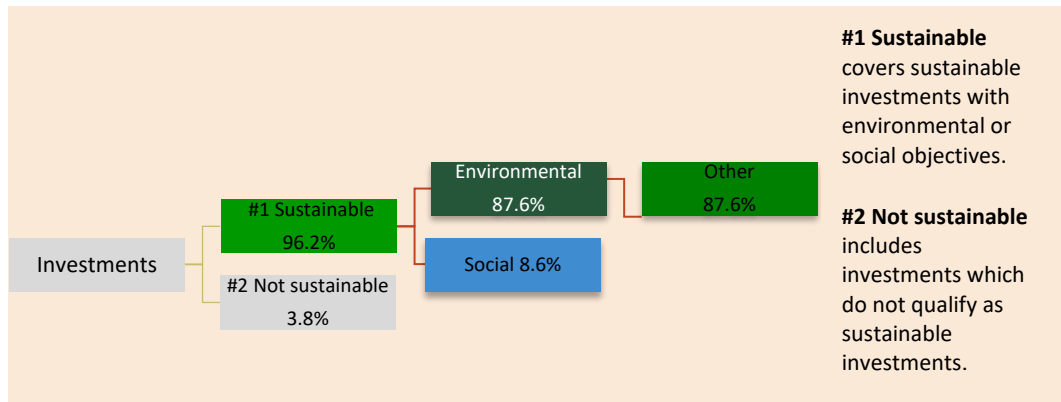 Investments
#1 Sustainable
96.2%
#2 Not sustainable
3.8%
Environmental
87.6%
Social 8.6%
Other
87.6%
#1 Sustainable
covers sustainable
investments with
environmental or
social objectives.
#2 Not sustainable
includes
investments which
do not qualify as
sustainable
investments.